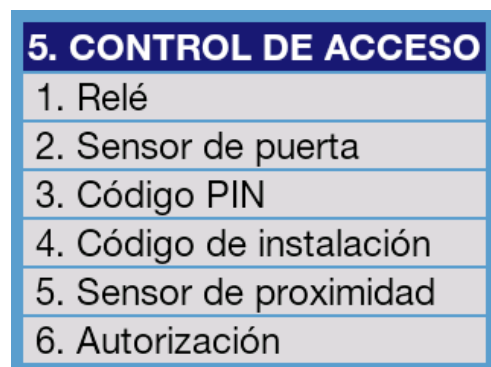 5. CONTROL DE ACCESO
1. Relé
2. Sensor de puerta
3. Código PIN
4. Código de instalación
5. Sensor de proximidad
6. Autorización